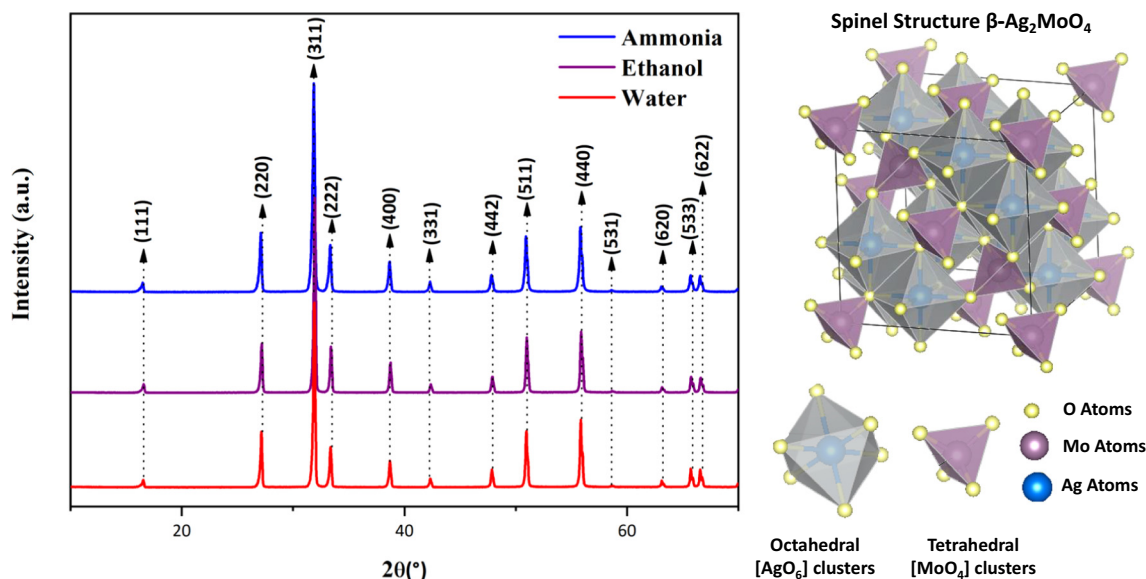 Spinel Structure β-Ag₂MoO₄
Ammonia
Ethanol
Water
Intensity (a.u.)
(111)
(220)
(311)
(222)
(400)
(331)
(442)
(511)
(440)
(531)
(620)
(533)
(622)
20
40
60
2θ(°)
O Atoms
Mo Atoms
Ag Atoms
Octahedral
[AgO₆] clusters
Tetrahedral
[MoO₄] clusters